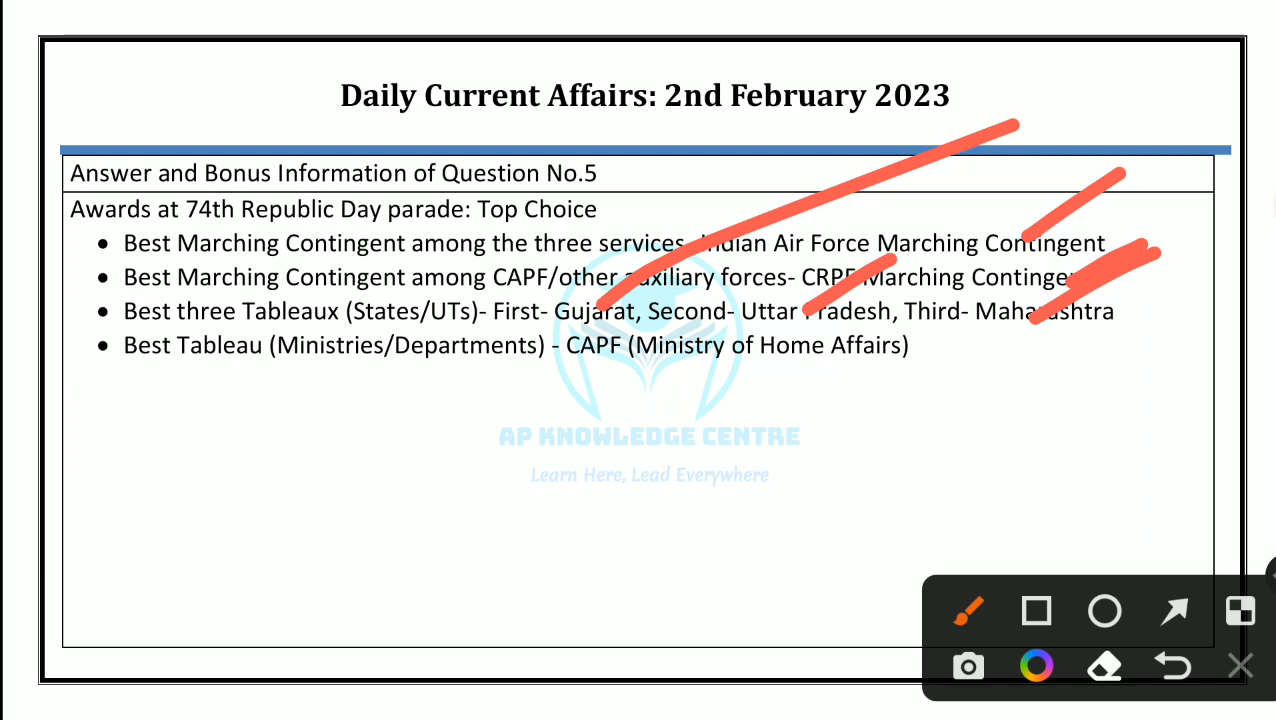 Daily Current Affairs: 2nd February 2023
Answer and Bonus Information of Question No.5
Awards at 74th Republic Day parade: Top Choice
• Best Marching Contingent among the three services- Indian Air Force Marching Contingent
• Best Marching Contingent among CAPF/other auxiliary forces- CRPF Marching Contingent
• Best three Tableaux (States/UTs)- First- Gujarat, Second- Uttar Pradesh, Third- Maharashtra
• Best Tableau (Ministries/Departments) - CAPF (Ministry of Home Affairs)
AP KNOWLEDGE CENTRE
Learn Here, Lead Everywhere